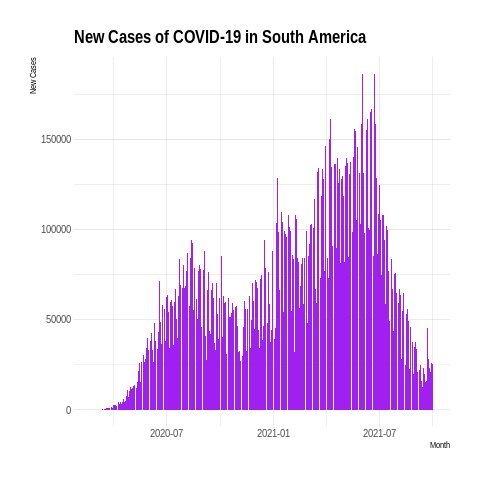 New Cases of COVID-19 in South America
New Cases
150000
100000
50000
0
2020-07 2021-01 2021-07
Month